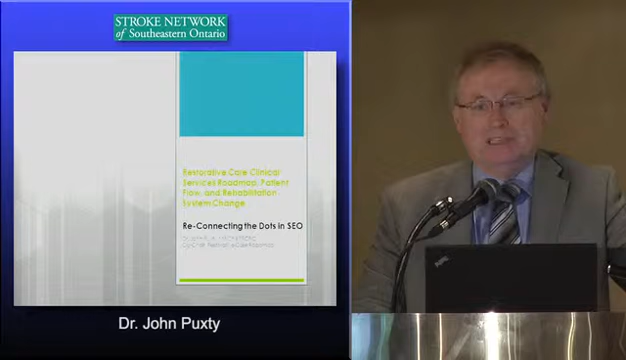 STROKE NETWORK
of Southeastern Ontario
Restorative Care Clinical
Services Roadmap, Patient
Flow, and Rehabilitation
System Change
Re-Connecting the Dots in SEO
Dr. John Puxty